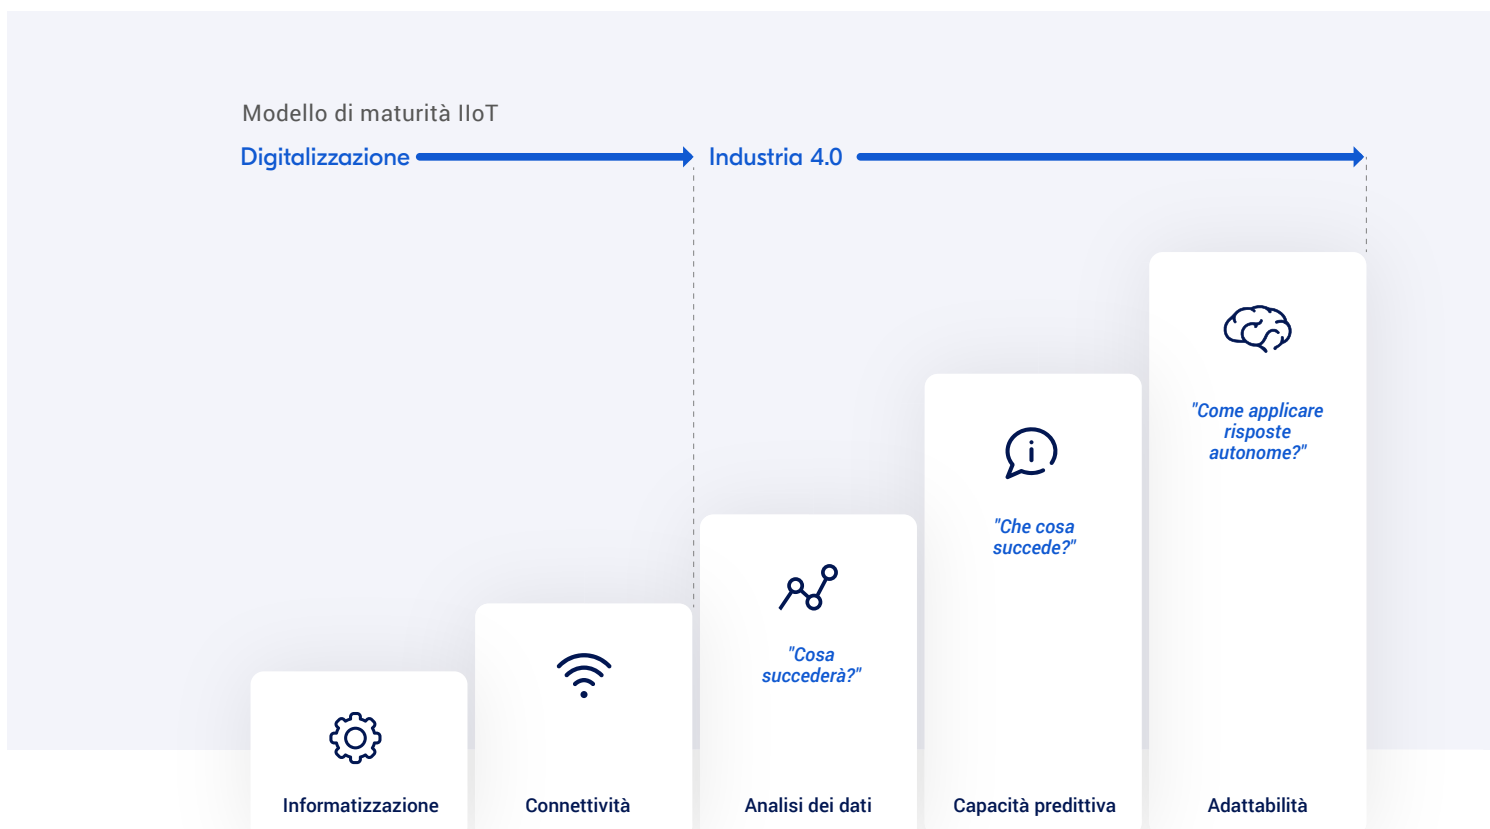 Modello di maturità IIoT
Digitalizzazione
Industria 4.0
"Come applicare
risposte
autonome?"
"Che cosa
succede?"
"Cosa
succederà?"
Informatizzazione
Connettività
Analisi dei dati
Capacità predittiva
Adattabilità